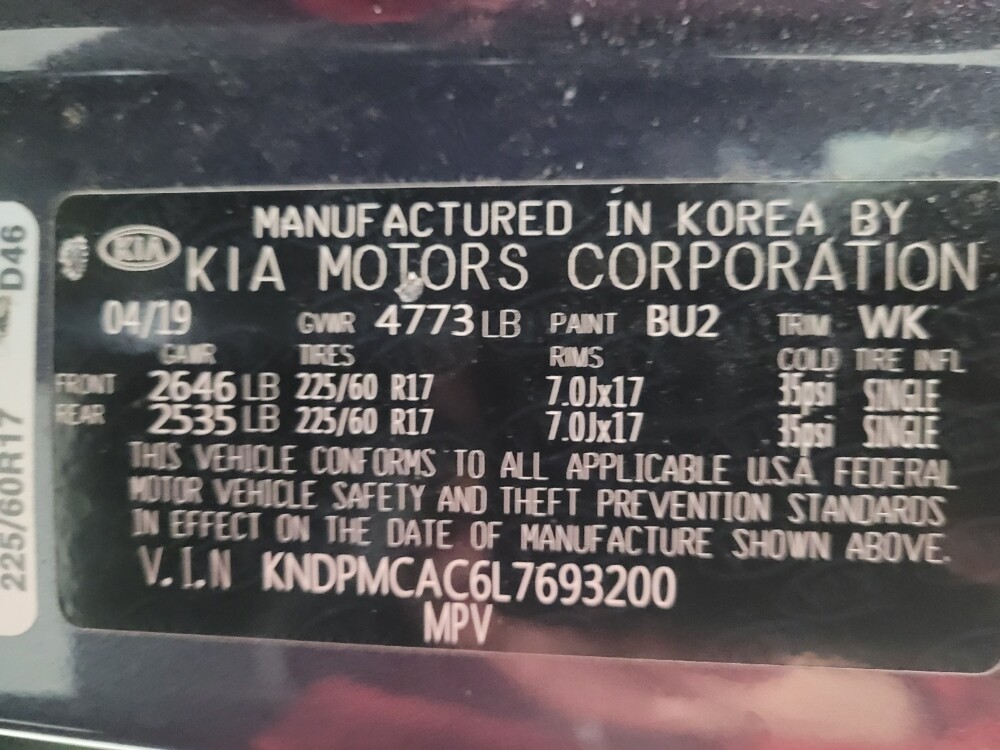 MANUFACTURED IN KOREA BY
KIA KIA MOTORS CORPORATION
04/19 GVWR 4773 LB PAINT BU2 TRIM WK
GAWR TIRES RIMS COLD TIRE INFL
FRONT 2646 LB 225/60 R17 7.0Jx17 35psi SINGLE
REAR 2535 LB 225/60 R17 7.0Jx17 35psi SINGLE
THIS VEHICLE CONFORMS TO ALL APPLICABLE U.S.A. FEDERAL
MOTOR VEHICLE SAFETY AND THEFT PREVENTION STANDARDS
IN EFFECT ON THE DATE OF MANUFACTURE SHOWN ABOVE.
V.I.N KNDPMCAC6L7693200
MPV
225/60R17 D46